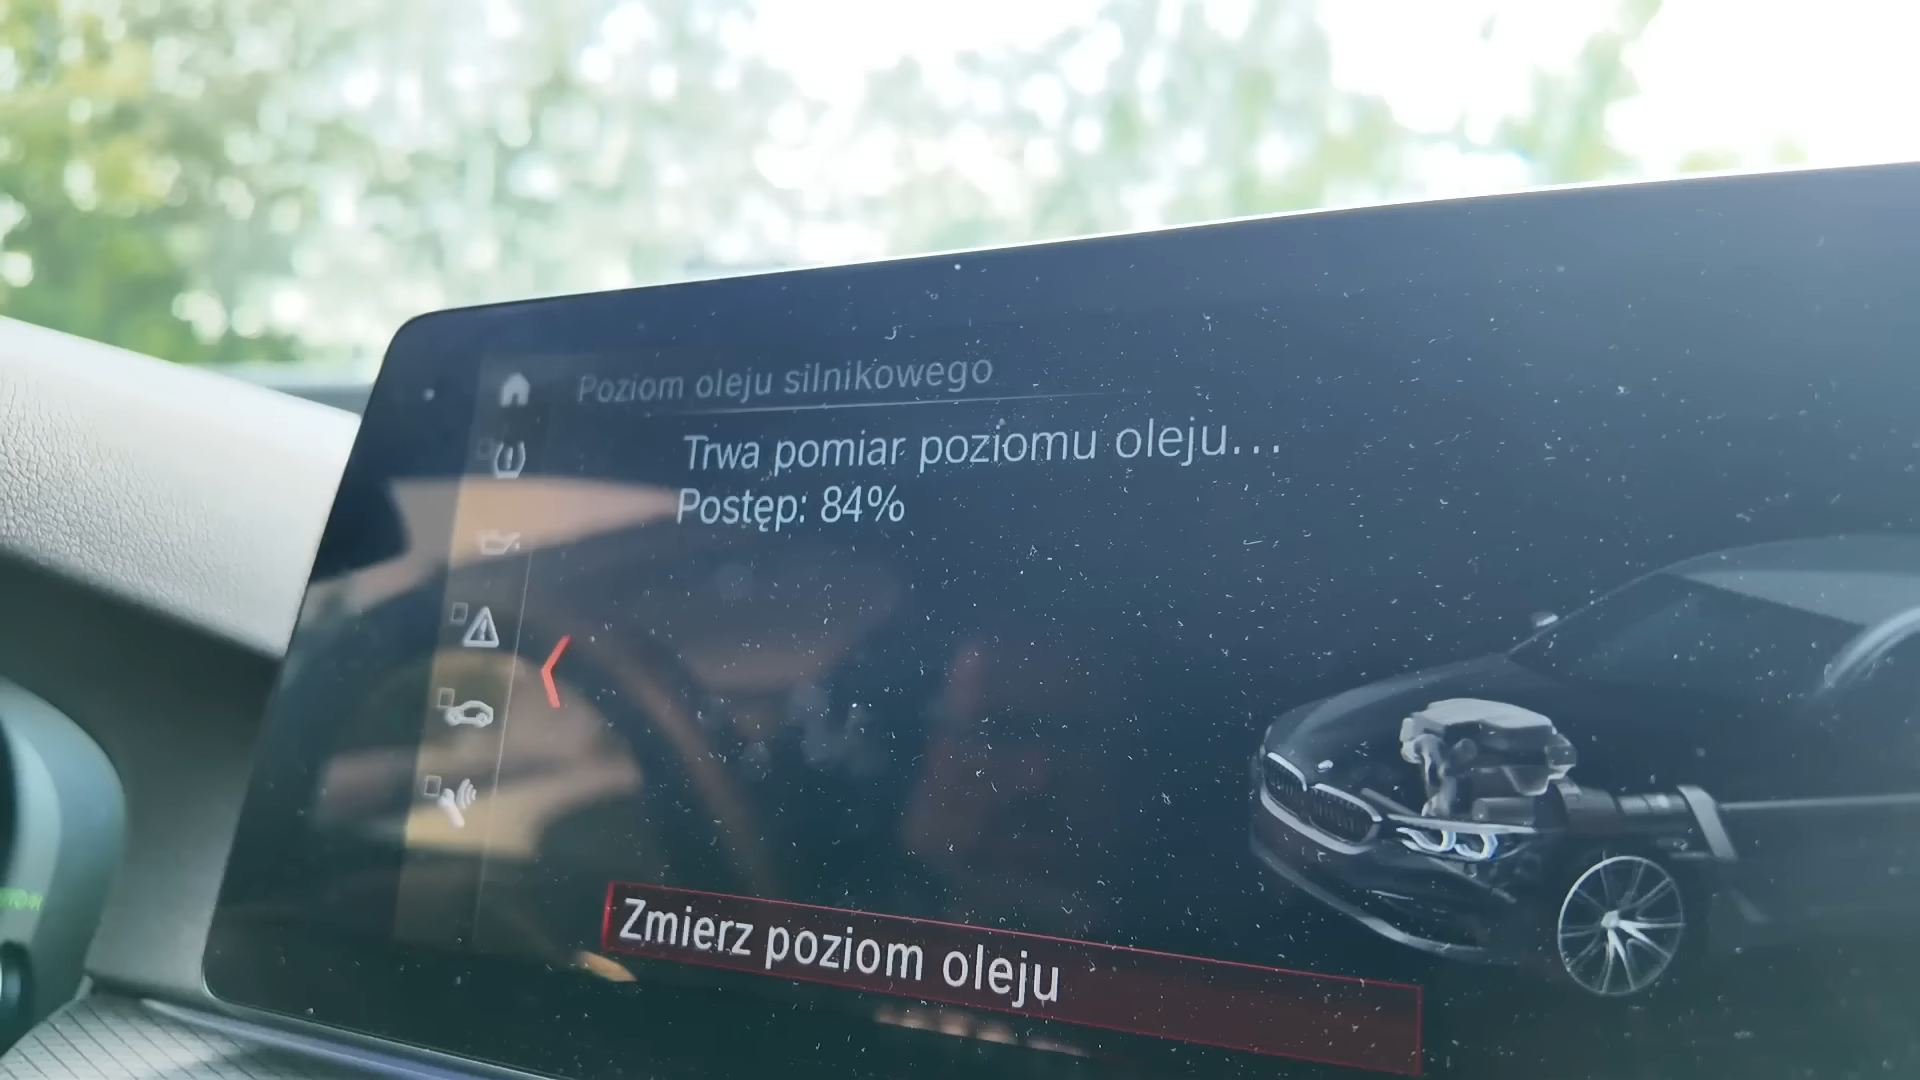 Poziom oleju silnikowego
Trwa pomiar poziomu oleju...
Postęp: 84%
Zmierz poziom oleju